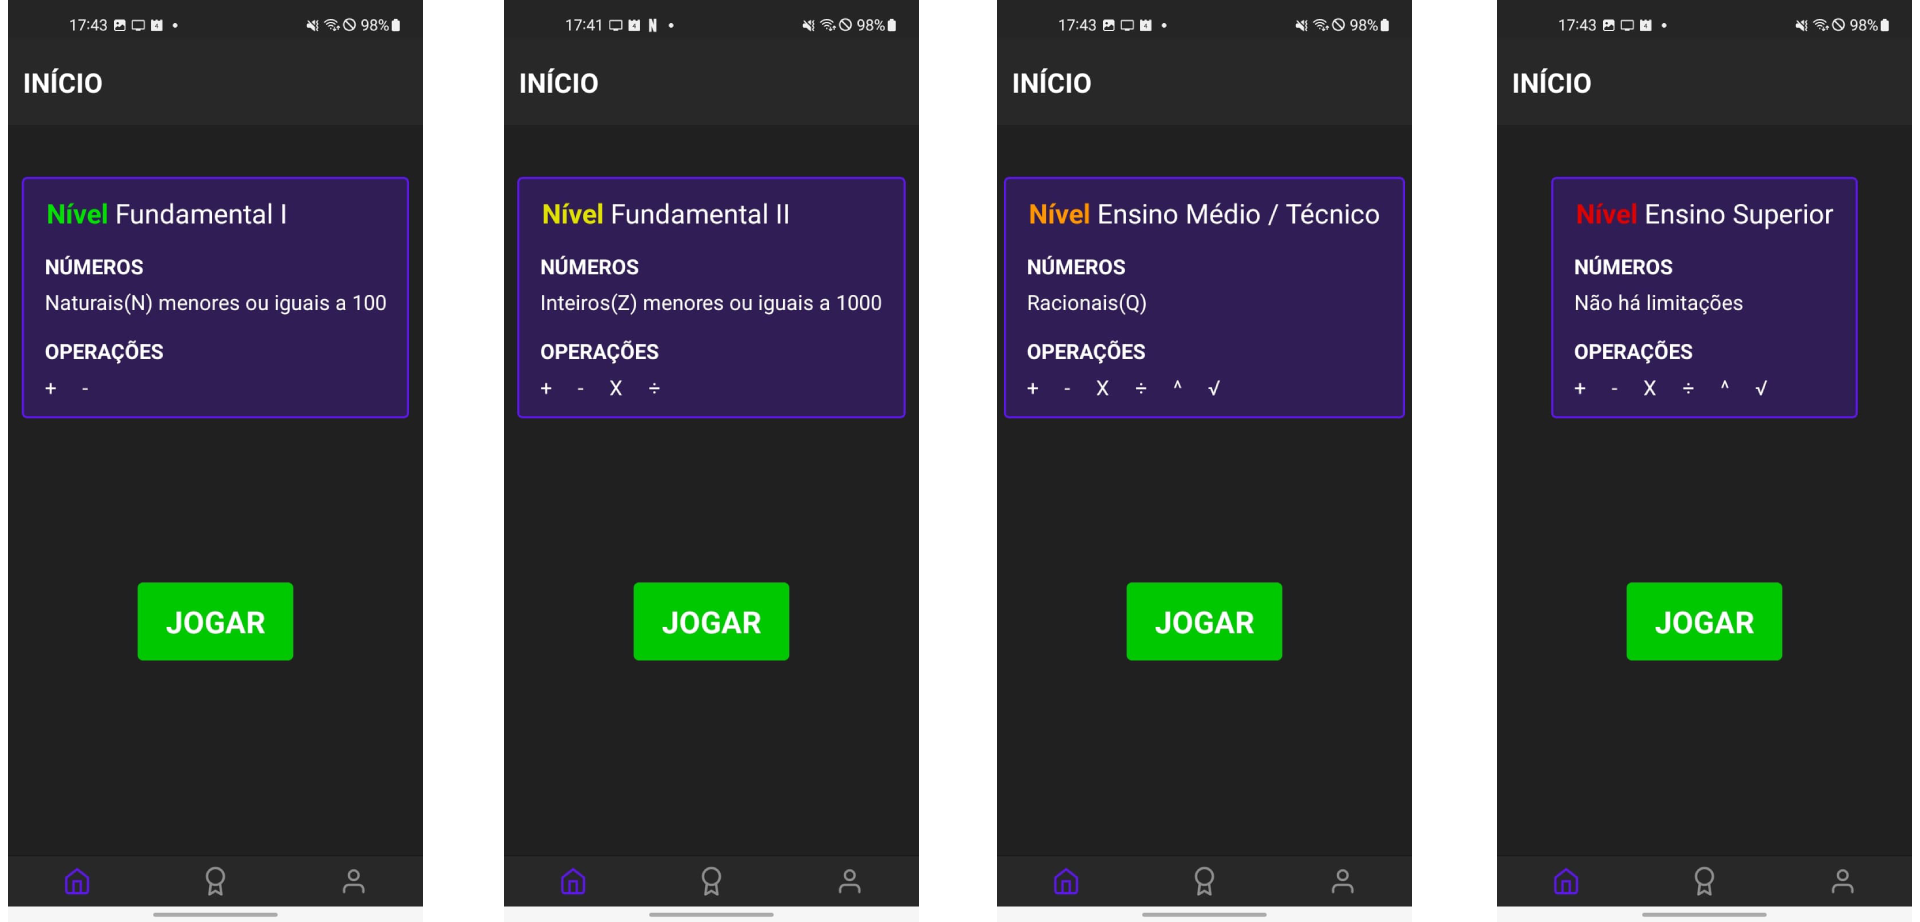 17:43 98%
INÍCIO
Nível Fundamental I
NÚMEROS
Naturais(N) menores ou iguais a 100
OPERAÇÕES
+ -
JOGAR
17:41 98%
INÍCIO
Nível Fundamental II
NÚMEROS
Inteiros(Z) menores ou iguais a 1000
OPERAÇÕES
+ - X ÷
JOGAR
17:43 98%
INÍCIO
Nível Ensino Médio / Técnico
NÚMEROS
Racionais(Q)
OPERAÇÕES
+ - X ÷ ^ √
JOGAR
17:43 98%
INÍCIO
Nível Ensino Superior
NÚMEROS
Não há limitações
OPERAÇÕES
+ - X ÷ ^ √
JOGAR